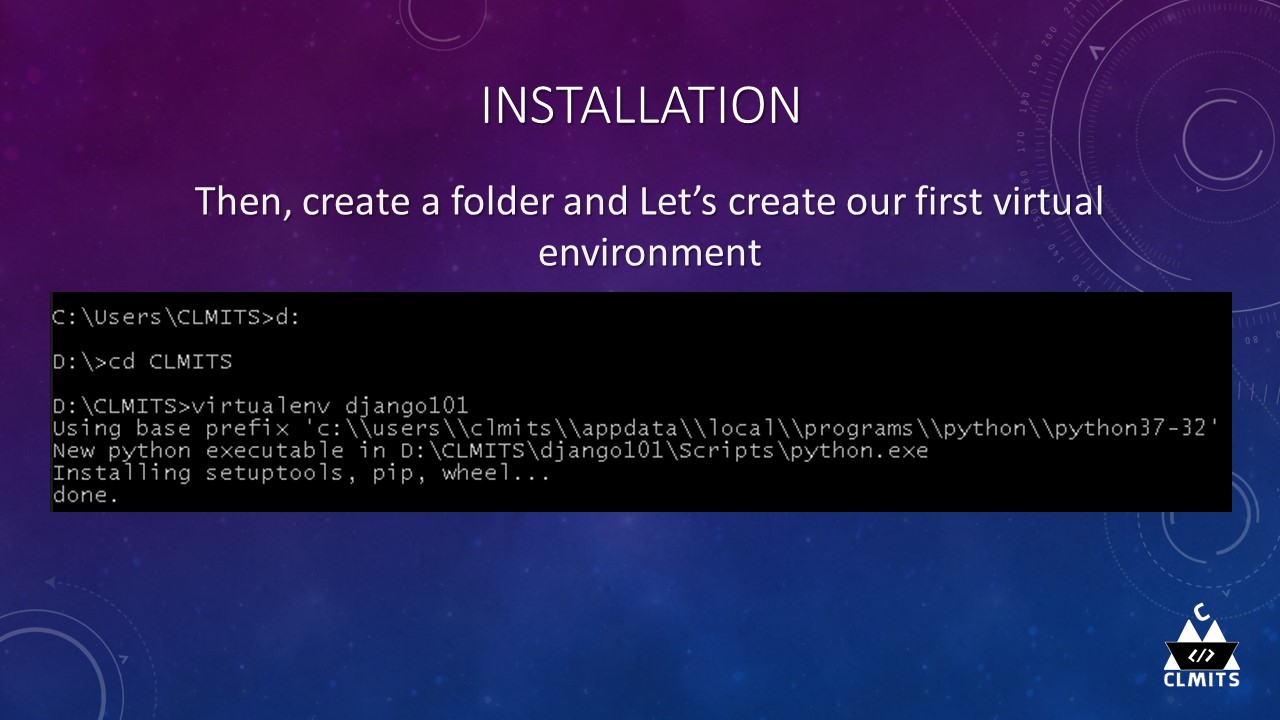 INSTALLATION
Then, create a folder and Let’s create our first virtual
environment
C:\Users\CLMITS>d:
D:\>cd CLMITS
D:\CLMITS>virtualenv django101
Using base prefix 'c:\\users\\clmits\\appdata\\local\\programs\\python\\python37-32'
New python executable in D:\CLMITS\django101\Scripts\python.exe
Installing setuptools, pip, wheel...
done.
C
</>
CLMITS